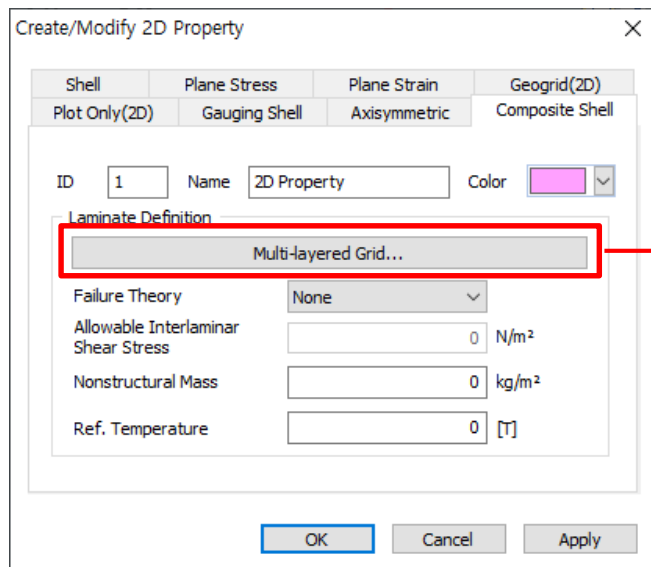 Create/Modify 2D Property
Shell Plane Stress Plane Strain Geogrid(2D)
Plot Only(2D) Gauging Shell Axisymmetric Composite Shell
ID 1 Name 2D Property Color
Laminate Definition
Multi-layered Grid...
Failure Theory None
Allowable Interlaminar
Shear Stress 0 N/m²
Nonstructural Mass 0 kg/m²
Ref. Temperature 0 [T]
OK Cancel Apply